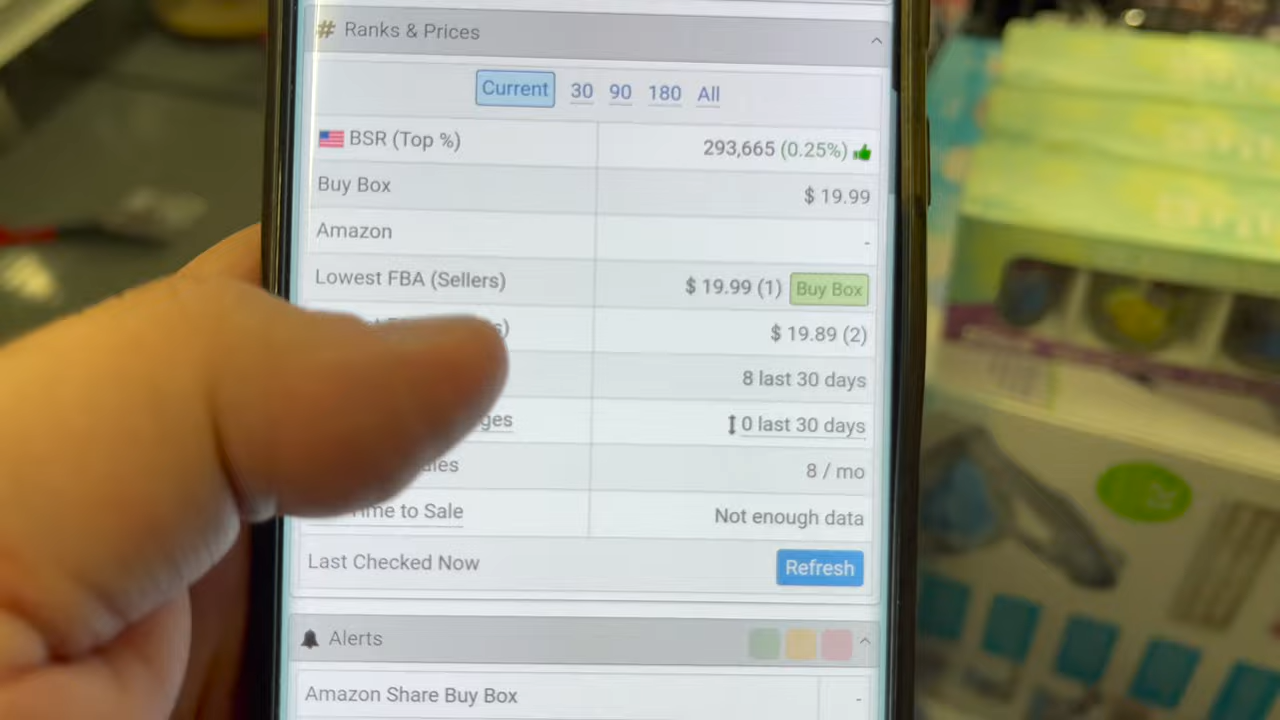 # Ranks & Prices
Current 30 90 180 All
BSR (Top %) 293,665 (0.25%)
Buy Box $ 19.99
Amazon -
Lowest FBA (Sellers) $ 19.99 (1) Buy Box
s) $ 19.89 (2)
8 last 30 days
ges 0 last 30 days
ales 8 / mo
Time to Sale Not enough data
Last Checked Now Refresh
Alerts
Amazon Share Buy Box -